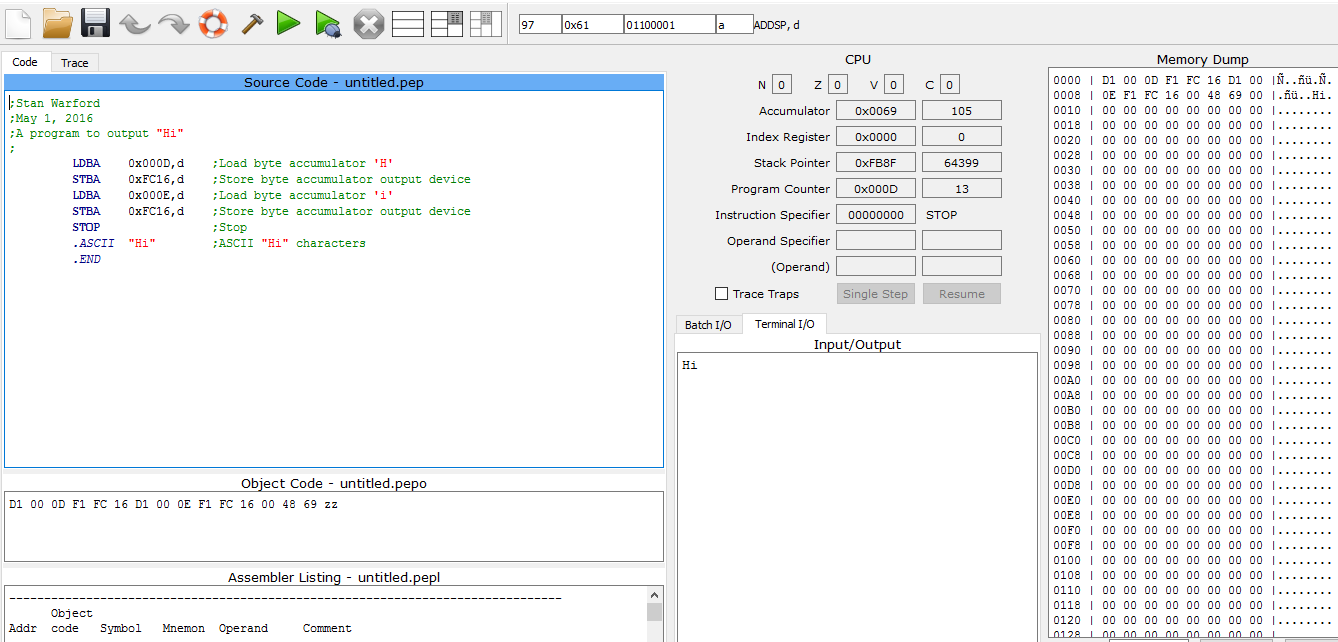 97 0x61 01100001 a ADDSP, d
Code Trace
Source Code - untitled.pep
;Stan Warford
;May 1, 2016
;A program to output "Hi"
;
LDBA 0x000D,d ;Load byte accumulator 'H'
STBA 0xFC16,d ;Store byte accumulator output device
LDBA 0x000E,d ;Load byte accumulator 'i'
STBA 0xFC16,d ;Store byte accumulator output device
STOP ;Stop
.ASCII "Hi" ;ASCII "Hi" characters
.END
Object Code - untitled.pepo
D1 00 0D F1 FC 16 D1 00 0E F1 FC 16 00 48 69 zz
Assembler Listing - untitled.pepl
-------------------------------------------------------------------------------
Object
Addr code Symbol Mnemon Operand Comment
CPU
N 0 Z 0 V 0 C 0
Accumulator 0x0069 105
Index Register 0x0000 0
Stack Pointer 0xFB8F 64399
Program Counter 0x000D 13
Instruction Specifier 00000000 STOP
Operand Specifier
(Operand)
Trace Traps Single Step Resume
Batch I/O Terminal I/O
Input/Output
Hi
Memory Dump
0000 | D1 00 0D F1 FC 16 D1 00 |Ñ..ñü.Ñ.
0008 | 0E F1 FC 16 00 48 69 00 |.ñü..Hi.
0010 | 00 00 00 00 00 00 00 00 |........
0018 | 00 00 00 00 00 00 00 00 |........
0020 | 00 00 00 00 00 00 00 00 |........
0028 | 00 00 00 00 00 00 00 00 |........
0030 | 00 00 00 00 00 00 00 00 |........
0038 | 00 00 00 00 00 00 00 00 |........
0040 | 00 00 00 00 00 00 00 00 |........
0048 | 00 00 00 00 00 00 00 00 |........
0050 | 00 00 00 00 00 00 00 00 |........
0058 | 00 00 00 00 00 00 00 00 |........
0060 | 00 00 00 00 00 00 00 00 |........
0068 | 00 00 00 00 00 00 00 00 |........
0070 | 00 00 00 00 00 00 00 00 |........
0078 | 00 00 00 00 00 00 00 00 |........
0080 | 00 00 00 00 00 00 00 00 |........
0088 | 00 00 00 00 00 00 00 00 |........
0090 | 00 00 00 00 00 00 00 00 |........
0098 | 00 00 00 00 00 00 00 00 |........
00A0 | 00 00 00 00 00 00 00 00 |........
00A8 | 00 00 00 00 00 00 00 00 |........
00B0 | 00 00 00 00 00 00 00 00 |........
00B8 | 00 00 00 00 00 00 00 00 |........
00C0 | 00 00 00 00 00 00 00 00 |........
00C8 | 00 00 00 00 00 00 00 00 |........
00D0 | 00 00 00 00 00 00 00 00 |........
00D8 | 00 00 00 00 00 00 00 00 |........
00E0 | 00 00 00 00 00 00 00 00 |........
00E8 | 00 00 00 00 00 00 00 00 |........
00F0 | 00 00 00 00 00 00 00 00 |........
00F8 | 00 00 00 00 00 00 00 00 |........
0100 | 00 00 00 00 00 00 00 00 |........
0108 | 00 00 00 00 00 00 00 00 |........
0110 | 00 00 00 00 00 00 00 00 |........
0118 | 00 00 00 00 00 00 00 00 |........
0120 | 00 00 00 00 00 00 00 00 |........
0128 | 00 00 00 00 00 00 00 00 |........